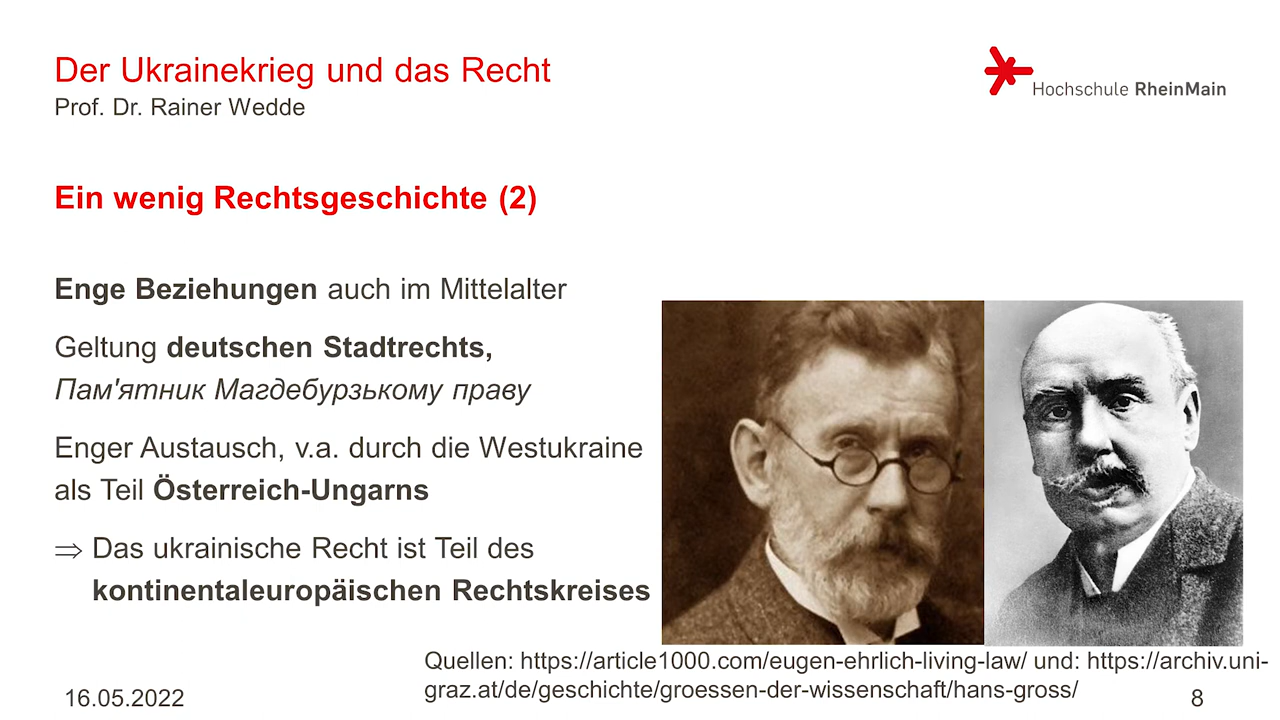 Der Ukrainekrieg und das Recht
Prof. Dr. Rainer Wedde
Hochschule RheinMain
Ein wenig Rechtsgeschichte (2)
Enge Beziehungen auch im Mittelalter
Geltung deutschen Stadtrechts,
Пам'ятник Магдебурзькому праву
Enger Austausch, v.a. durch die Westukraine
als Teil Österreich-Ungarns
⇒ Das ukrainische Recht ist Teil des
kontinentaleuropäischen Rechtskreises
Quellen: https://article1000.com/eugen-ehrlich-living-law/ und: https://archiv.uni-
graz.at/de/geschichte/groessen-der-wissenschaft/hans-gross/
16.05.2022
8